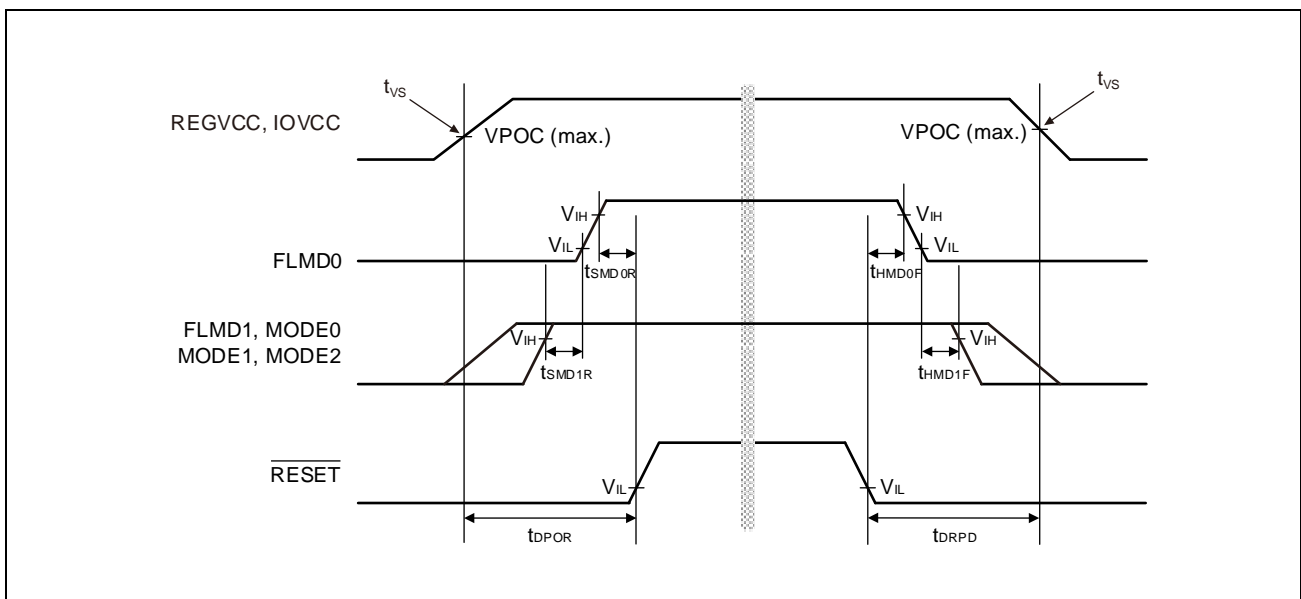 tVS
tVS
REGVCC, IOVCC
VPOC (max.)
VPOC (max.)
VIH
VIH
VIL
VIL
FLMD0
tSMD0R
tHMD0F
FLMD1, MODE0
MODE1, MODE2
VIH
VIH
tSMD1R
tHMD1F
RESET
VIL
VIL
tDPOR
tDRPD